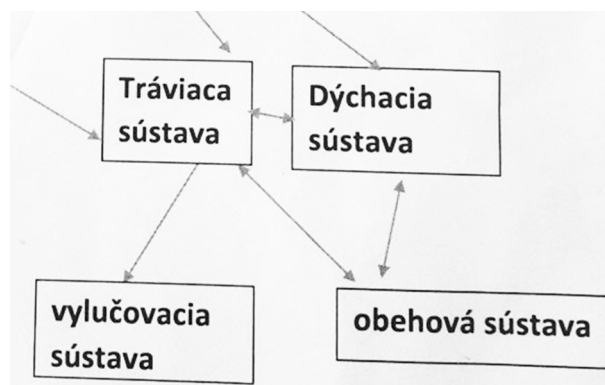 Tráviaca
sústava
Dýchacia
sústava
vylučovacia
sústava
obehová sústava